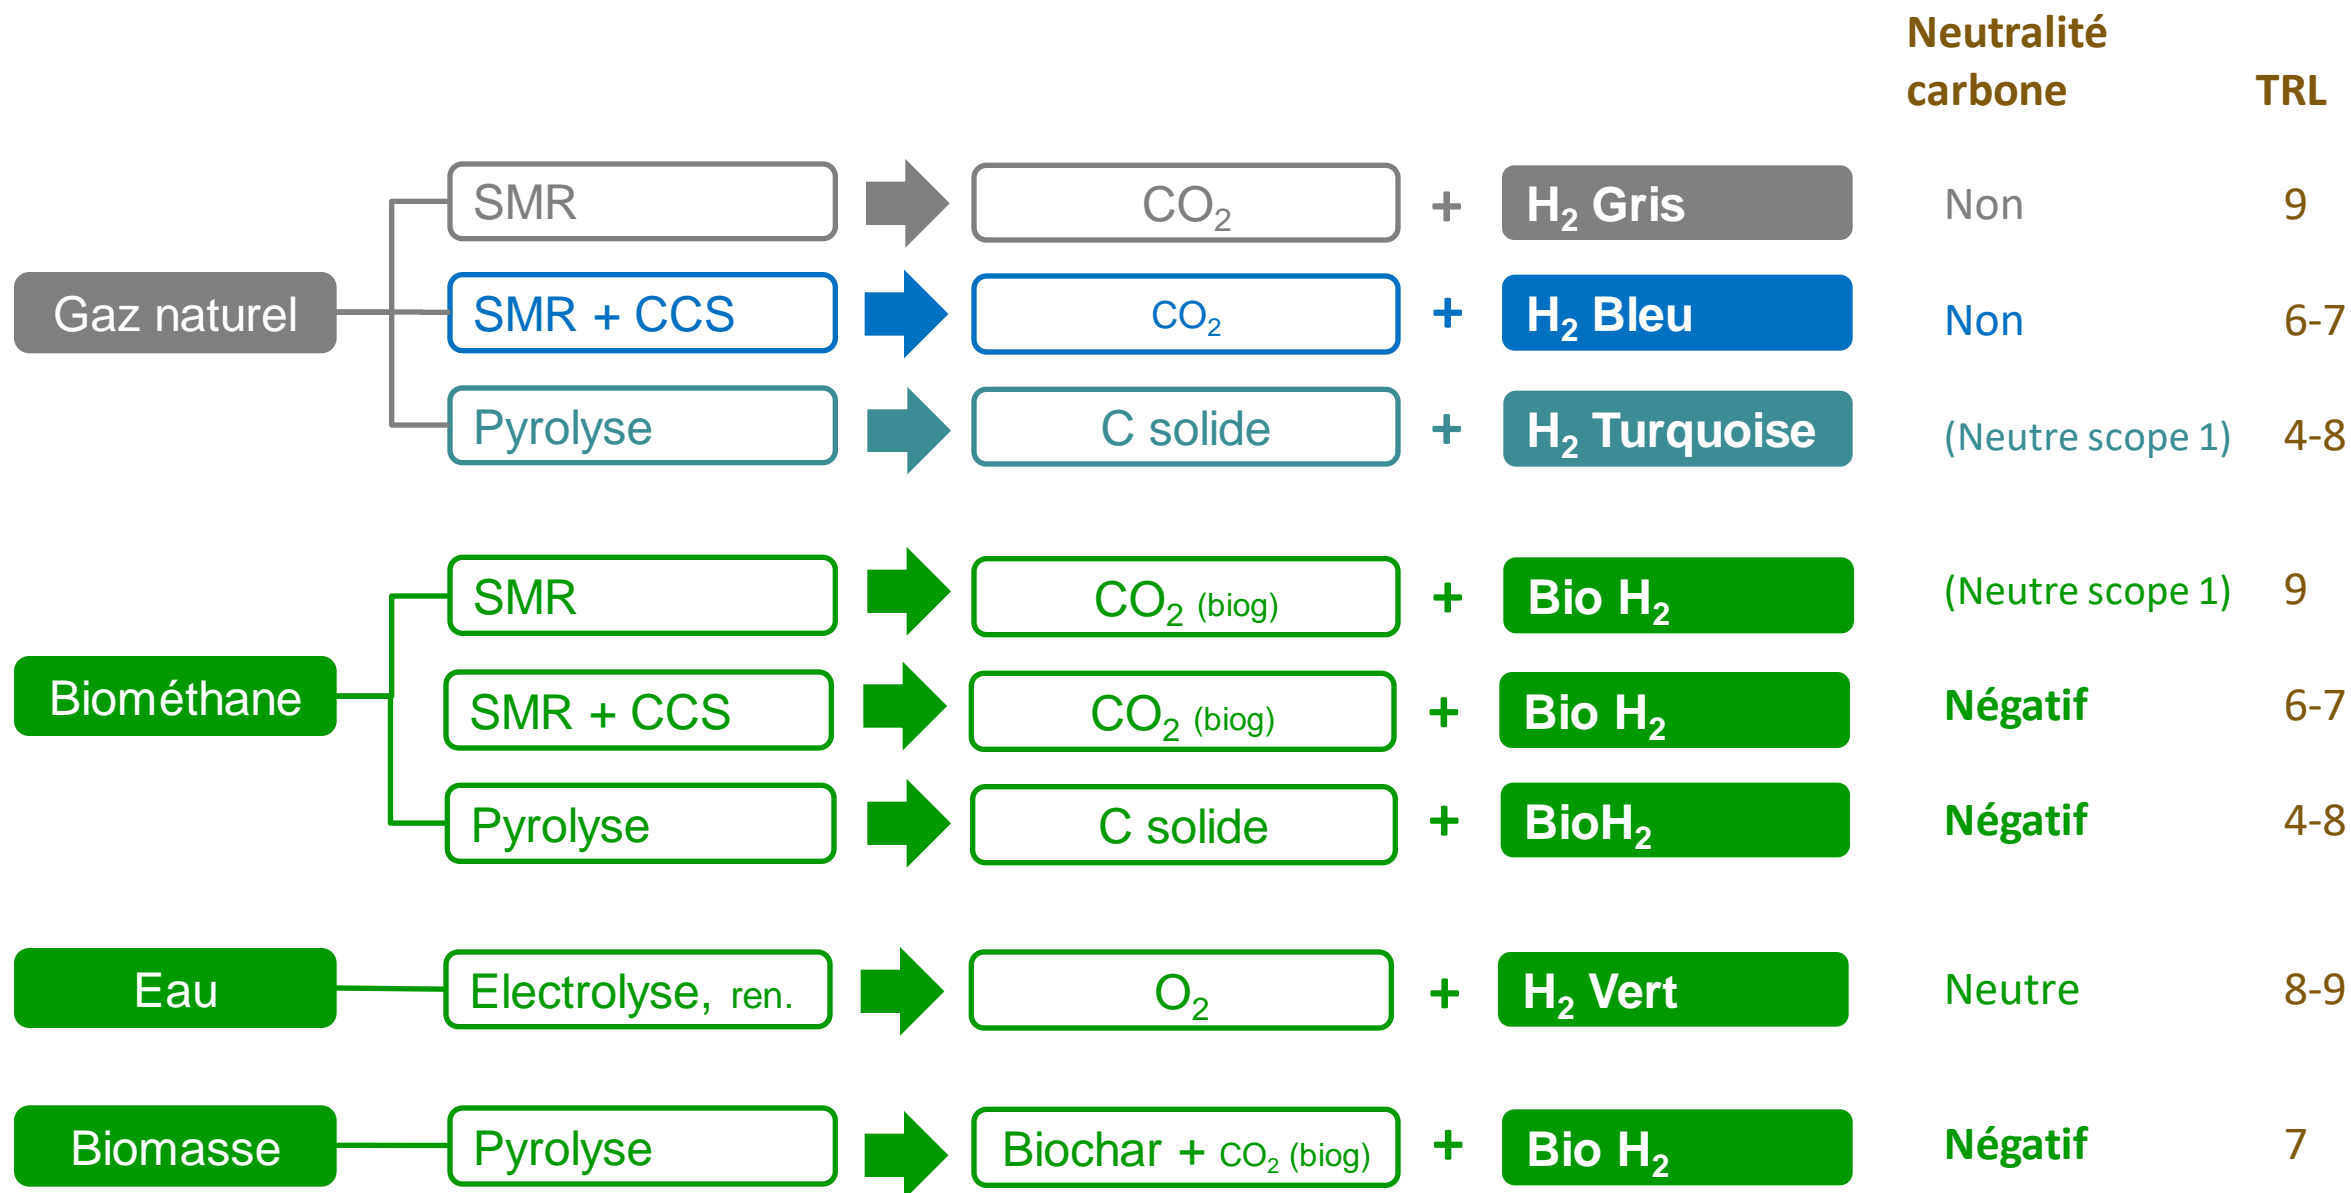 Neutralité
carbone TRL
SMR CO₂ + H₂ Gris Non 9
Gaz naturel SMR + CCS CO₂ + H₂ Bleu Non 6-7
Pyrolyse C solide + H₂ Turquoise (Neutre scope 1) 4-8
SMR CO₂ (biog) + Bio H₂ (Neutre scope 1) 9
Biométhane SMR + CCS CO₂ (biog) + Bio H₂ Négatif 6-7
Pyrolyse C solide + BioH₂ Négatif 4-8
Eau Electrolyse, ren. O₂ + H₂ Vert Neutre 8-9
Biomasse Pyrolyse Biochar + CO₂ (biog) + Bio H₂ Négatif 7